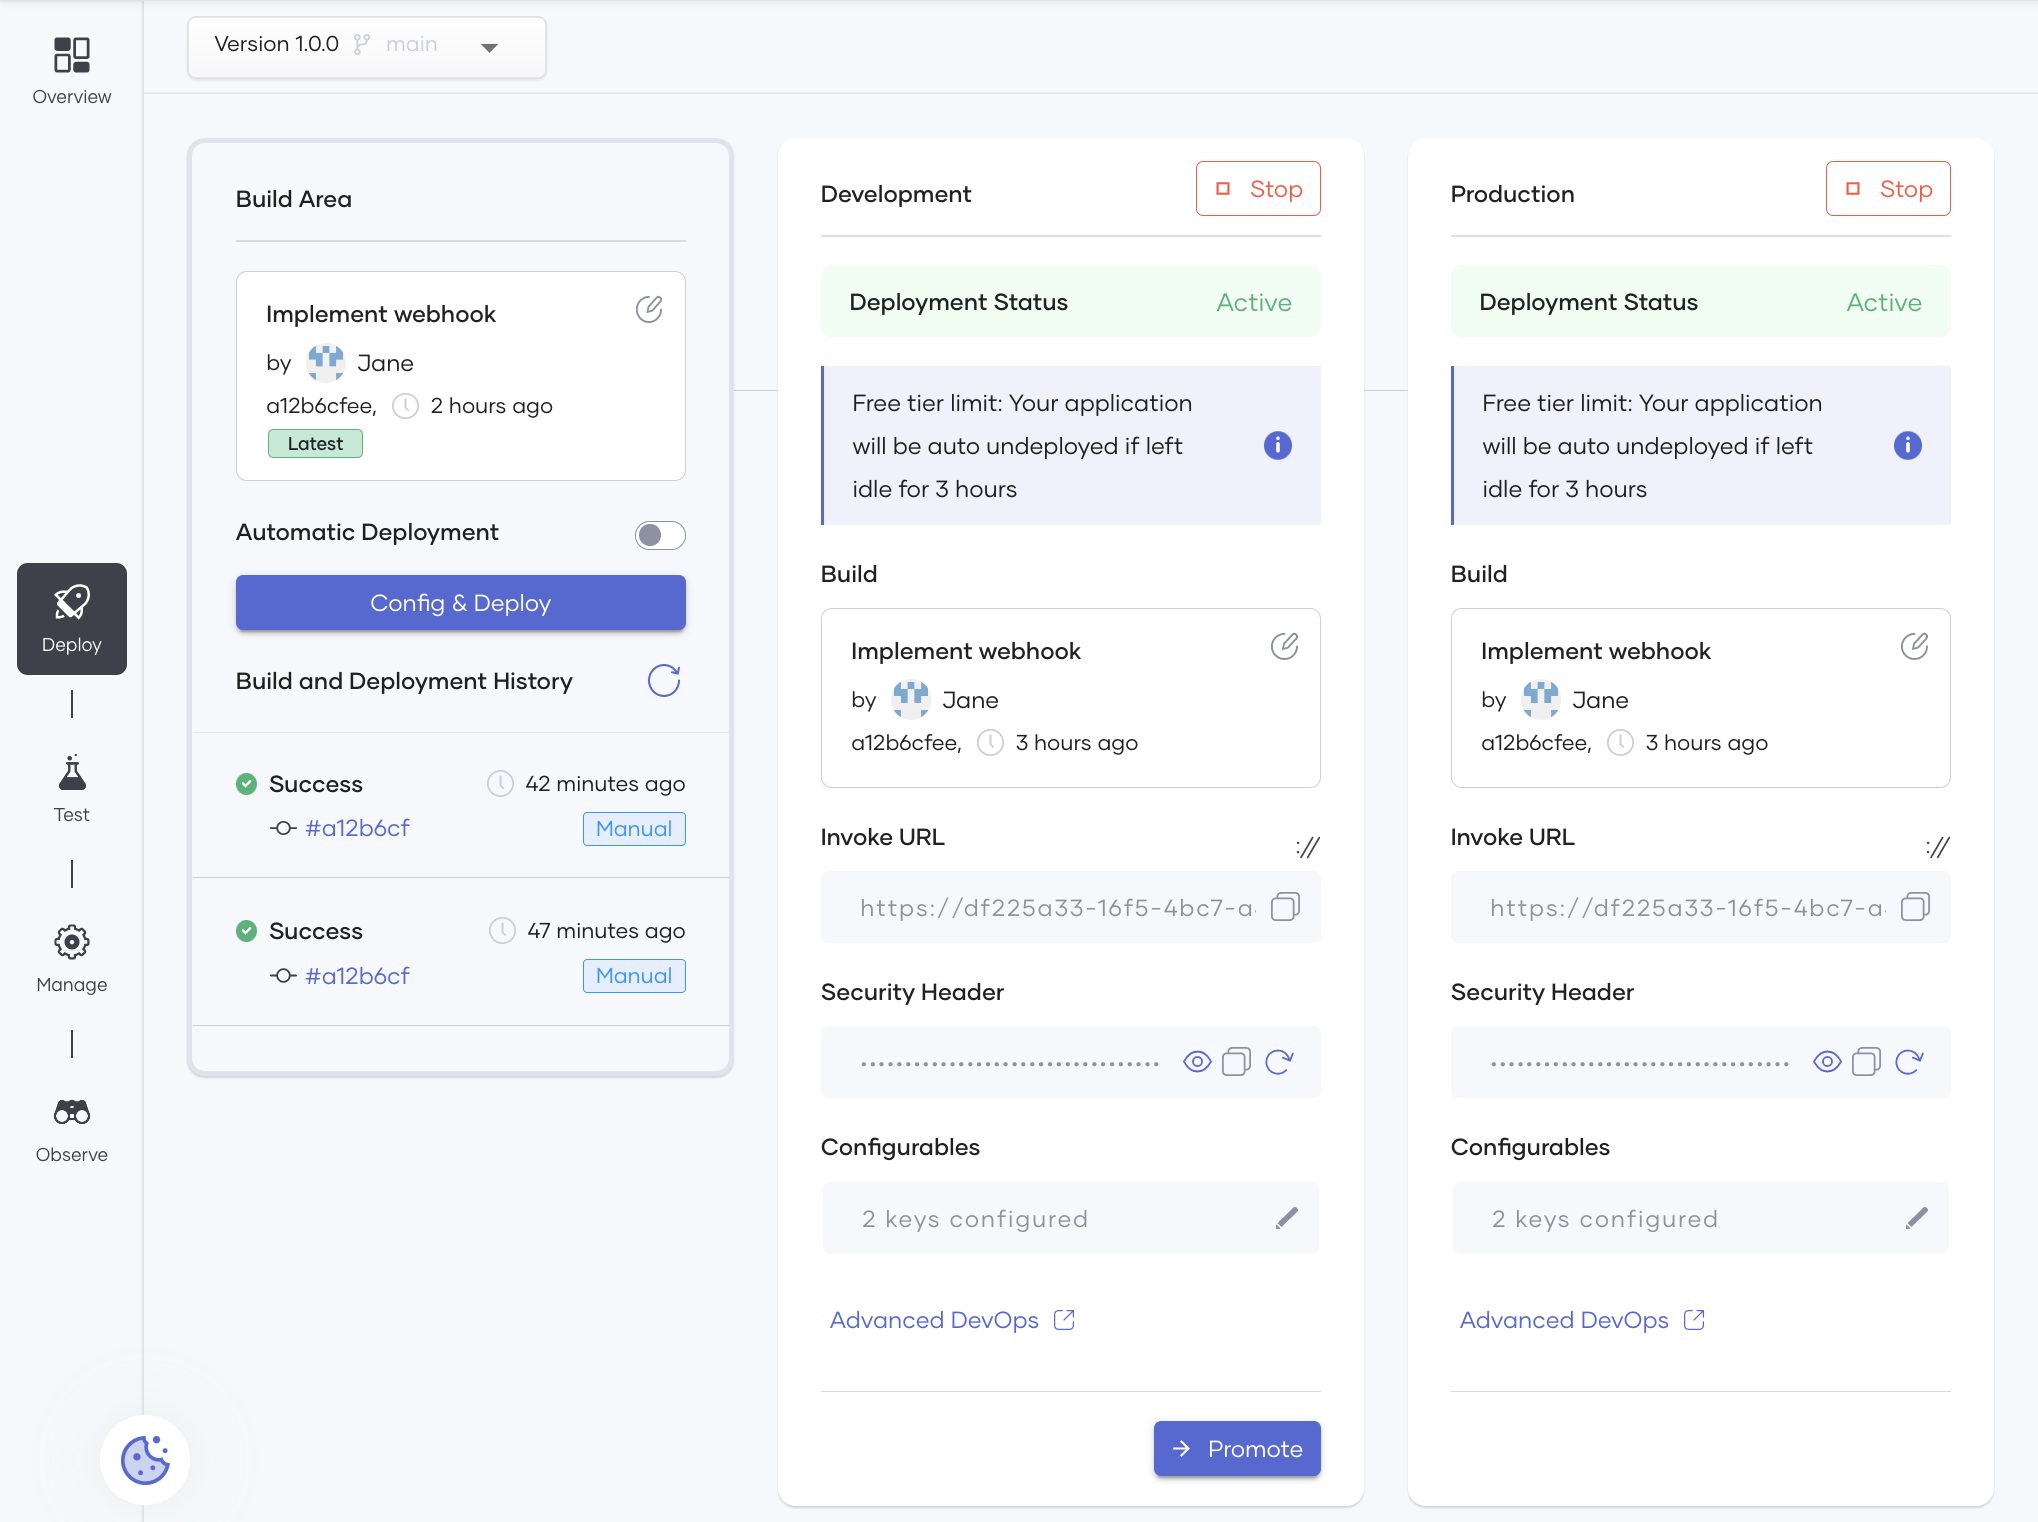 Overview
Deploy
Test
Manage
Observe
Version 1.0.0 main
Build Area
Implement webhook
by Jane
a12b6cfee, 2 hours ago
Latest
Automatic Deployment
Config & Deploy
Build and Deployment History
Success 42 minutes ago
#a12b6cf Manual
Success 47 minutes ago
#a12b6cf Manual
Development Stop
Deployment Status Active
Free tier limit: Your application
will be auto undeployed if left
idle for 3 hours
Build
Implement webhook
by Jane
a12b6cfee, 3 hours ago
Invoke URL ://
https://df225a33-16f5-4bc7-a
Security Header
Configurables
2 keys configured
Advanced DevOps
Promote
Production Stop
Deployment Status Active
Free tier limit: Your application
will be auto undeployed if left
idle for 3 hours
Build
Implement webhook
by Jane
a12b6cfee, 3 hours ago
Invoke URL ://
https://df225a33-16f5-4bc7-a
Security Header
Configurables
2 keys configured
Advanced DevOps